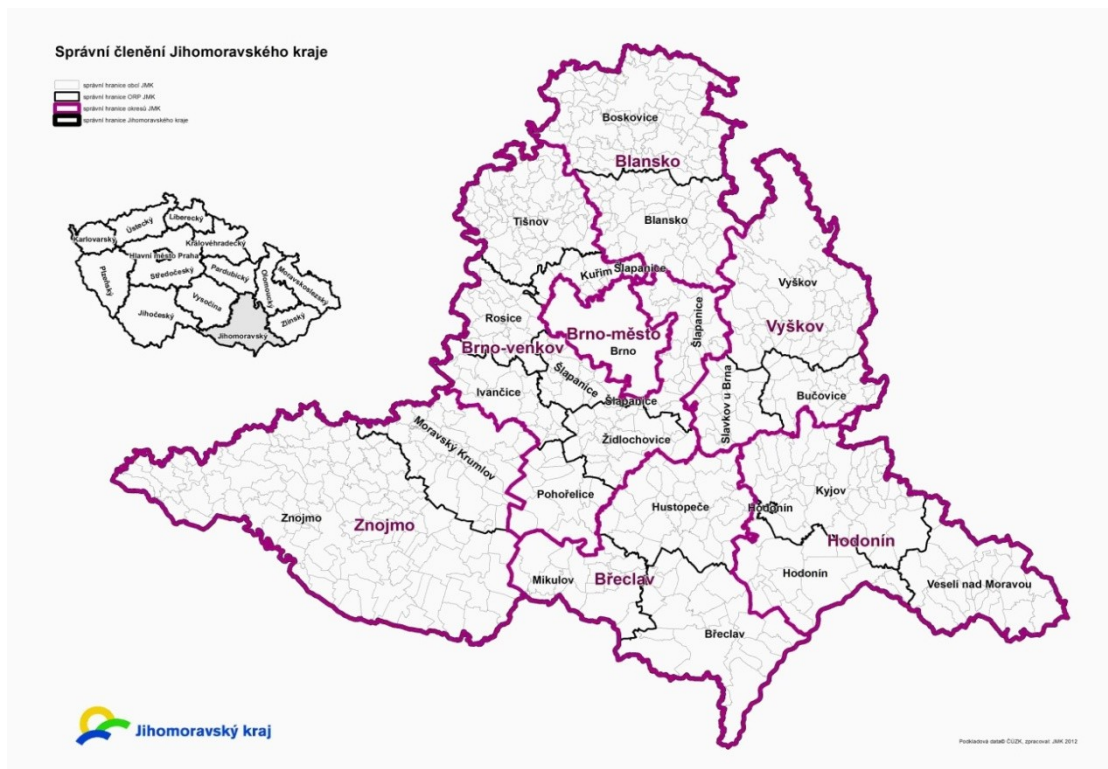 Správní členění Jihomoravského kraje
správní hranice obcí JMK
správní hranice ORP JMK
správní hranice okresů JMK
správní hranice Jihomoravského kraje
Boskovice
Blansko
Tišnov
Blansko
Kuřim
Šlapanice
Vyškov
Vyškov
Rosice
Brno-venkov
Brno-město
Brno
Šlapanice
Ivančice
Šlapanice
Šlapanice
Slavkov u Brna
Bučovice
Židlochovice
Moravský Krumlov
Pohořelice
Hustopeče
Hodonín
Kyjov
Hodonín
Znojmo
Znojmo
Mikulov
Břeclav
Hodonín
Veselí nad Moravou
Břeclav
Karlovarský
Ústecký
Liberecký
Hlavní město Praha
Královéhradecký
Plzeňský
Středočeský
Pardubický
Olomoucký
Moravskoslezský
Jihočeský
Vysočina
Jihomoravský
Zlínský
Jihomoravský kraj
Podkladová data© ČÚZK, zpracoval JMK 2012